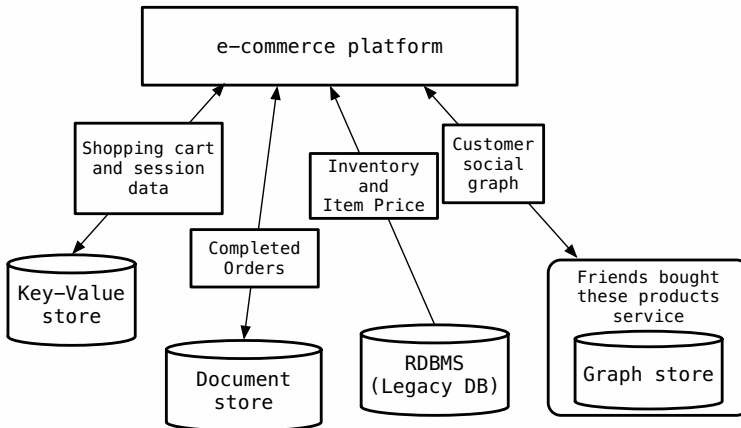 e-commerce platform
Shopping cart
and session
data
Inventory
and
Item Price
Customer
social
graph
Completed
Orders
Key-Value
store
Document
store
RDBMS
(Legacy DB)
Friends bought
these products
service
Graph store